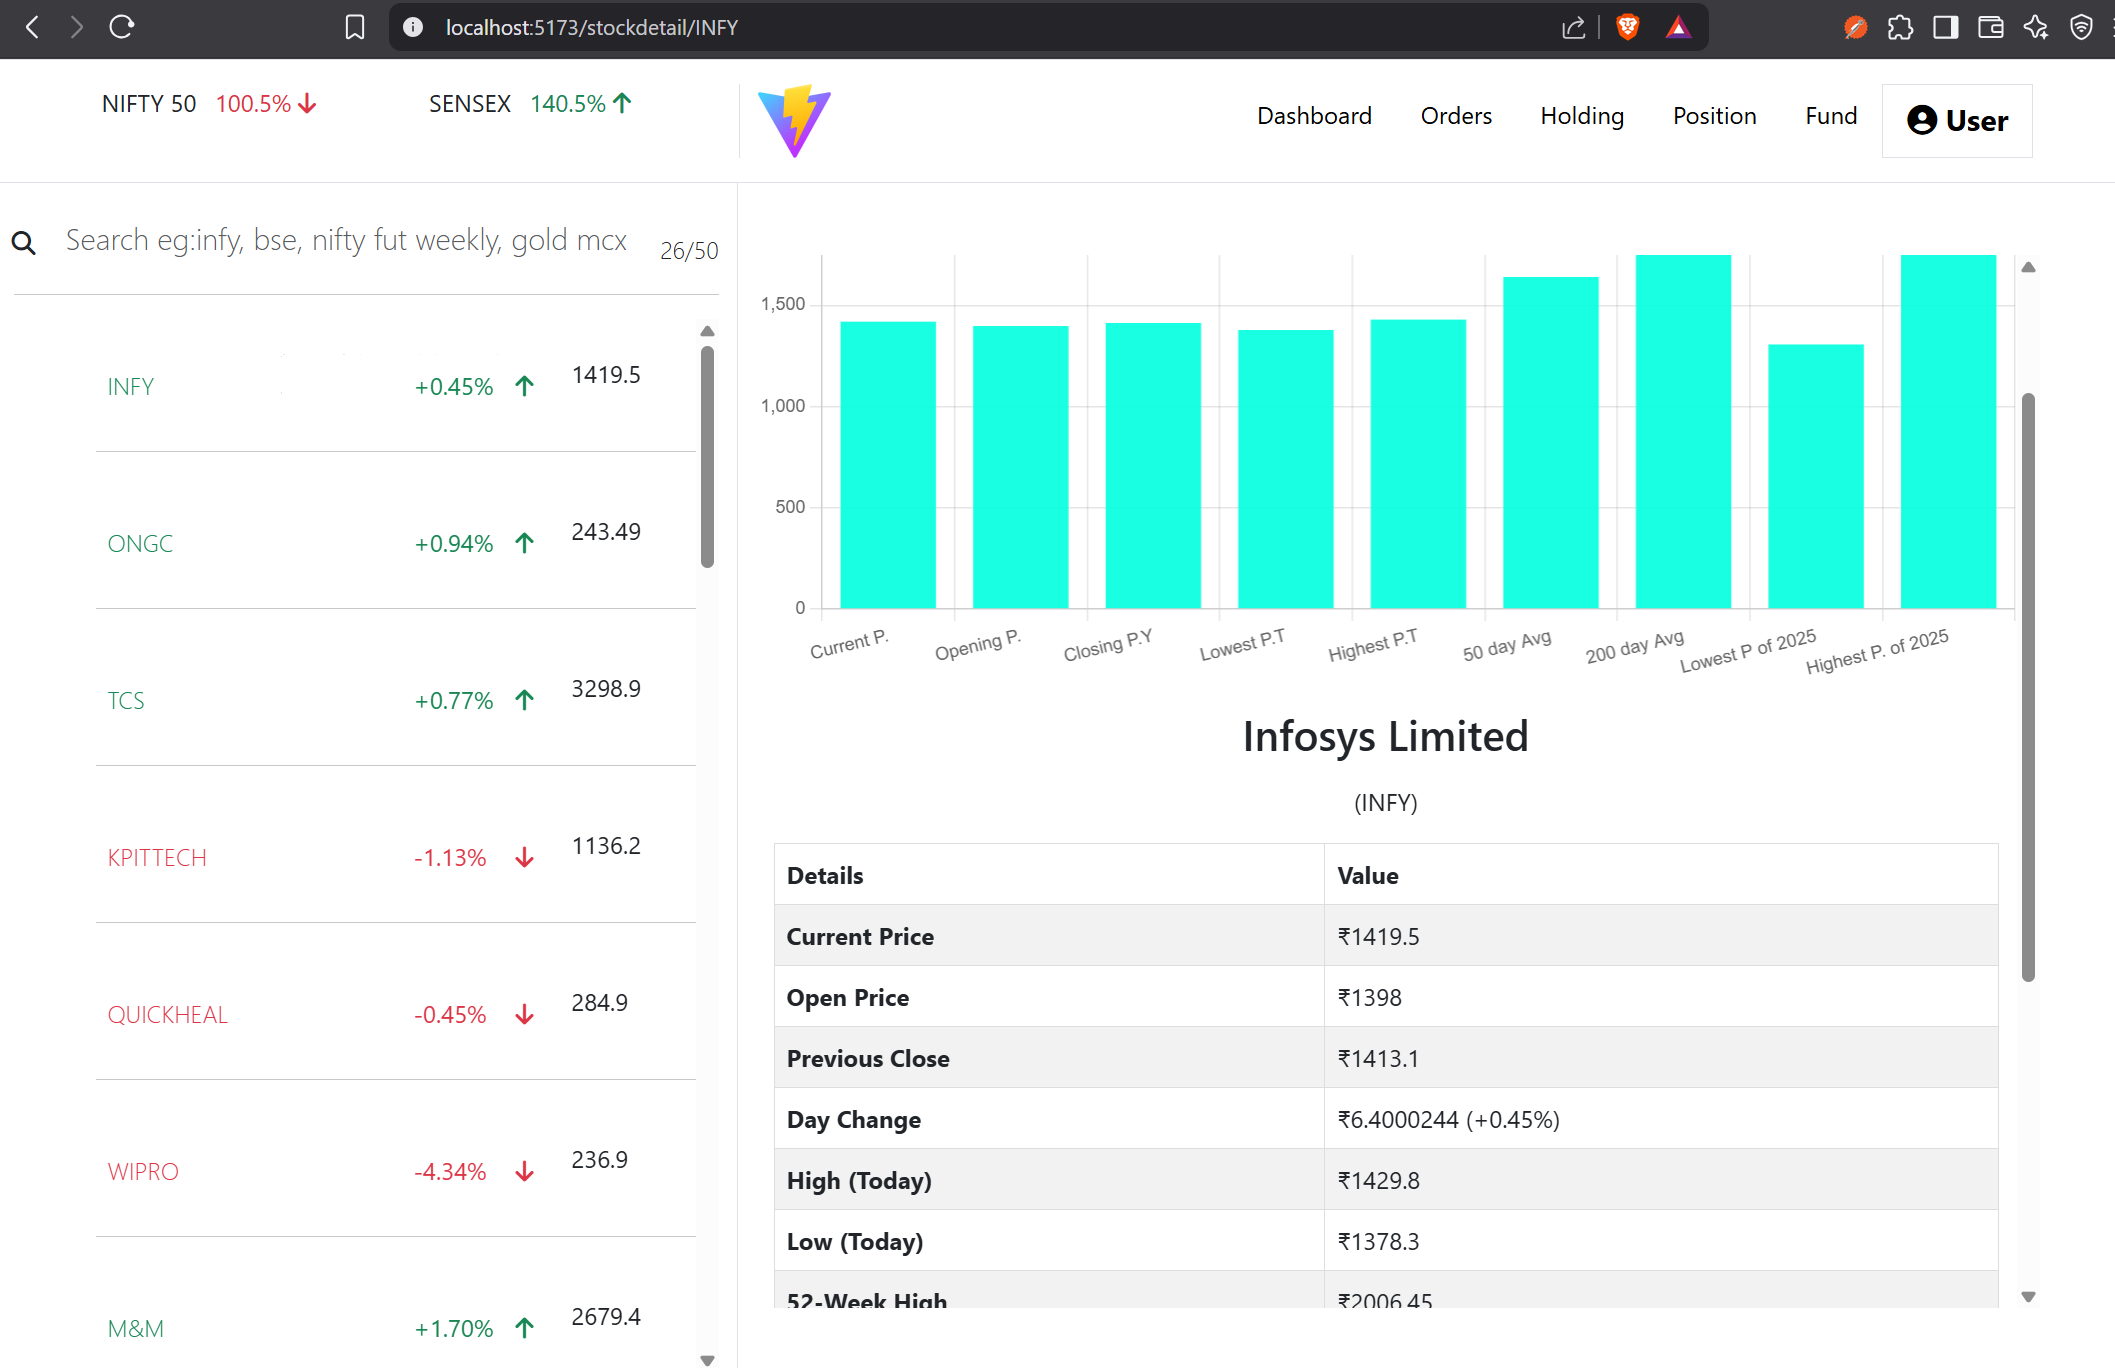 localhost:5173/stockdetail/INFY
NIFTY 50 100.5% SENSEX 140.5%
Dashboard Orders Holding Position Fund User
Search eg:infy, bse, nifty fut weekly, gold mcx 26/50
INFY +0.45% 1419.5
ONGC +0.94% 243.49
TCS +0.77% 3298.9
KPITTECH -1.13% 1136.2
QUICKHEAL -0.45% 284.9
WIPRO -4.34% 236.9
M&M +1.70% 2679.4
1,500
1,000
500
0
Current P. Opening P. Closing P.Y Lowest P.T Highest P.T 50 day Avg 200 day Avg Lowest P of 2025 Highest P. of 2025
Infosys Limited
(INFY)
Details Value
Current Price ₹1419.5
Open Price ₹1398
Previous Close ₹1413.1
Day Change ₹6.4000244 (+0.45%)
High (Today) ₹1429.8
Low (Today) ₹1378.3
52-Week High ₹2006.45